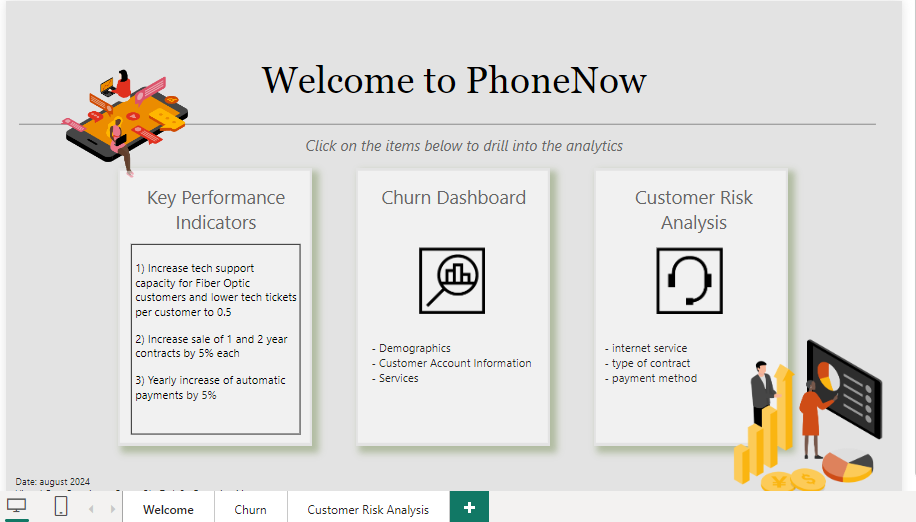 Welcome to PhoneNow
Click on the items below to drill into the analytics
Key Performance
Indicators
1) Increase tech support
capacity for Fiber Optic
customers and lower tech tickets
per customer to 0.5
2) Increase sale of 1 and 2 year
contracts by 5% each
3) Yearly increase of automatic
payments by 5%
Churn Dashboard
- Demographics
- Customer Account Information
- Services
Customer Risk
Analysis
- internet service
- type of contract
- payment method
Date: august 2024
Welcome
Churn
Customer Risk Analysis